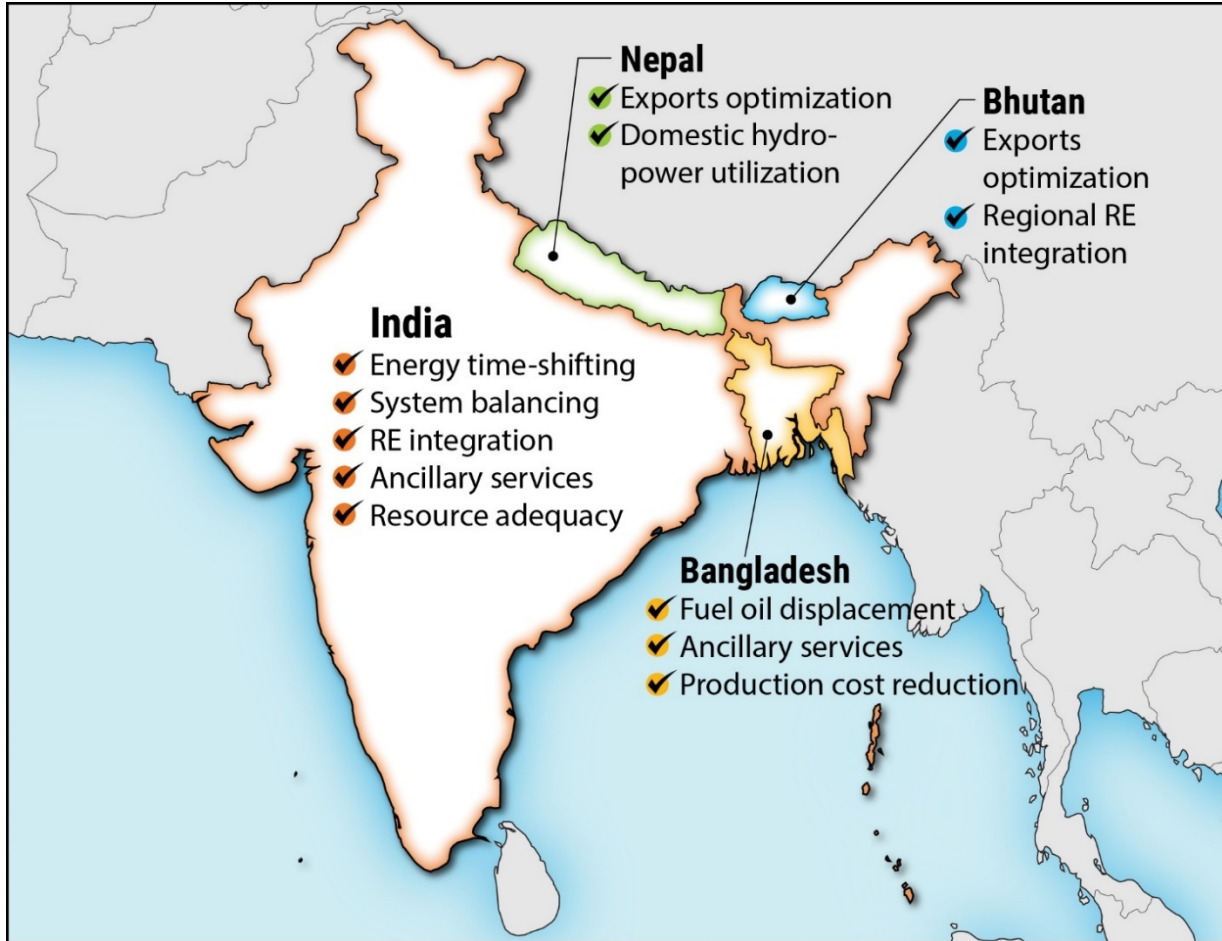 Nepal
Exports optimization
Domestic hydro-
power utilization
Bhutan
Exports
optimization
Regional RE
integration
India
Energy time-shifting
System balancing
RE integration
Ancillary services
Resource adequacy
Bangladesh
Fuel oil displacement
Ancillary services
Production cost reduction